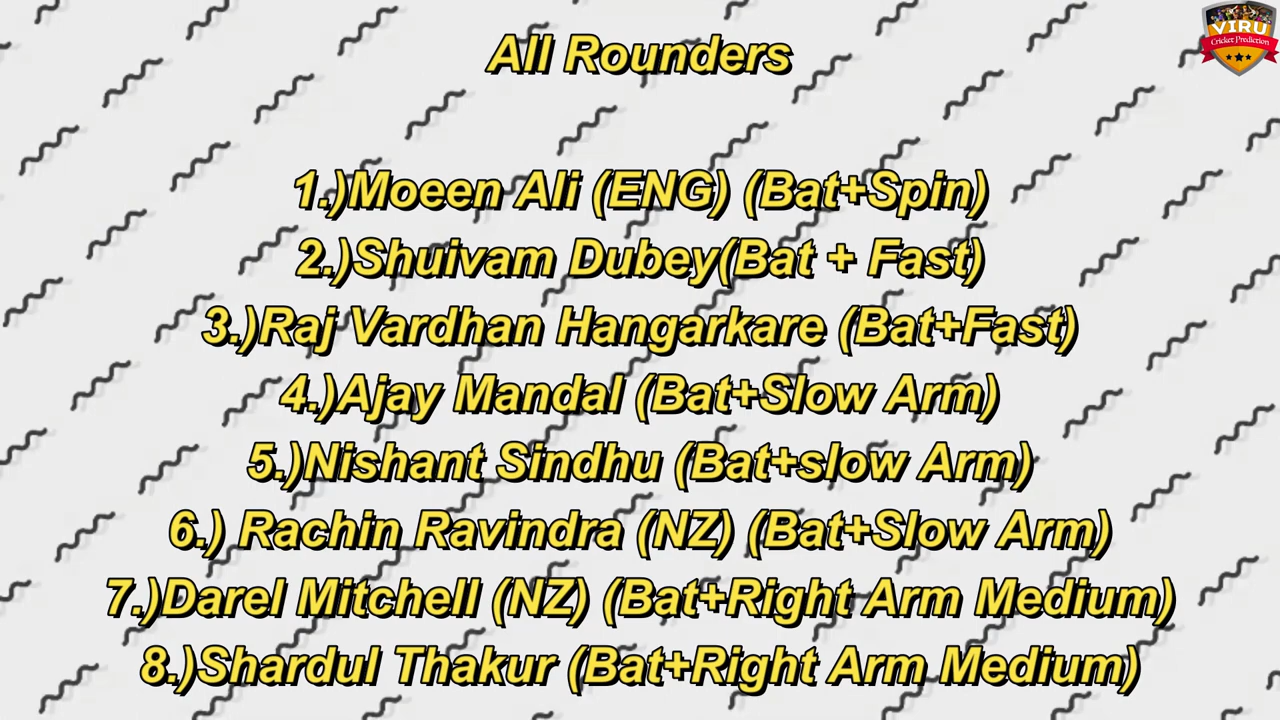 All Rounders
VIRU
Cricket Prediction
1.)Moeen Ali (ENG) (Bat+Spin)
2.)Shuivam Dubey(Bat + Fast)
3.)Raj Vardhan Hangarkare (Bat+Fast)
4.)Ajay Mandal (Bat+Slow Arm)
5.)Nishant Sindhu (Bat+slow Arm)
6.) Rachin Ravindra (NZ) (Bat+Slow Arm)
7.)Darel Mitchell (NZ) (Bat+Right Arm Medium)
8.)Shardul Thakur (Bat+Right Arm Medium)